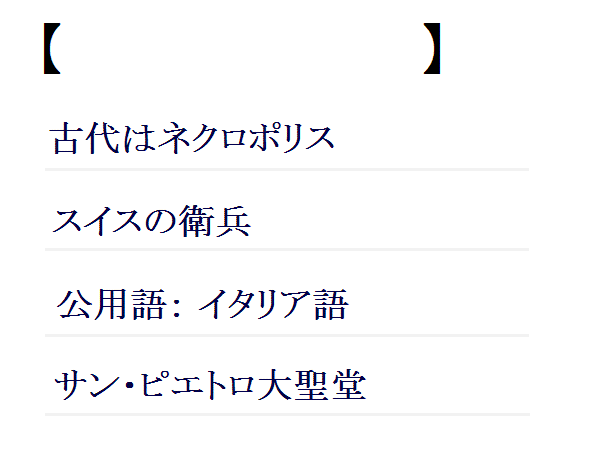 【　　　　　　　　　】
古代はネクロポリス
スイスの衛兵
公用語： イタリア語
サン・ピエトロ大聖堂